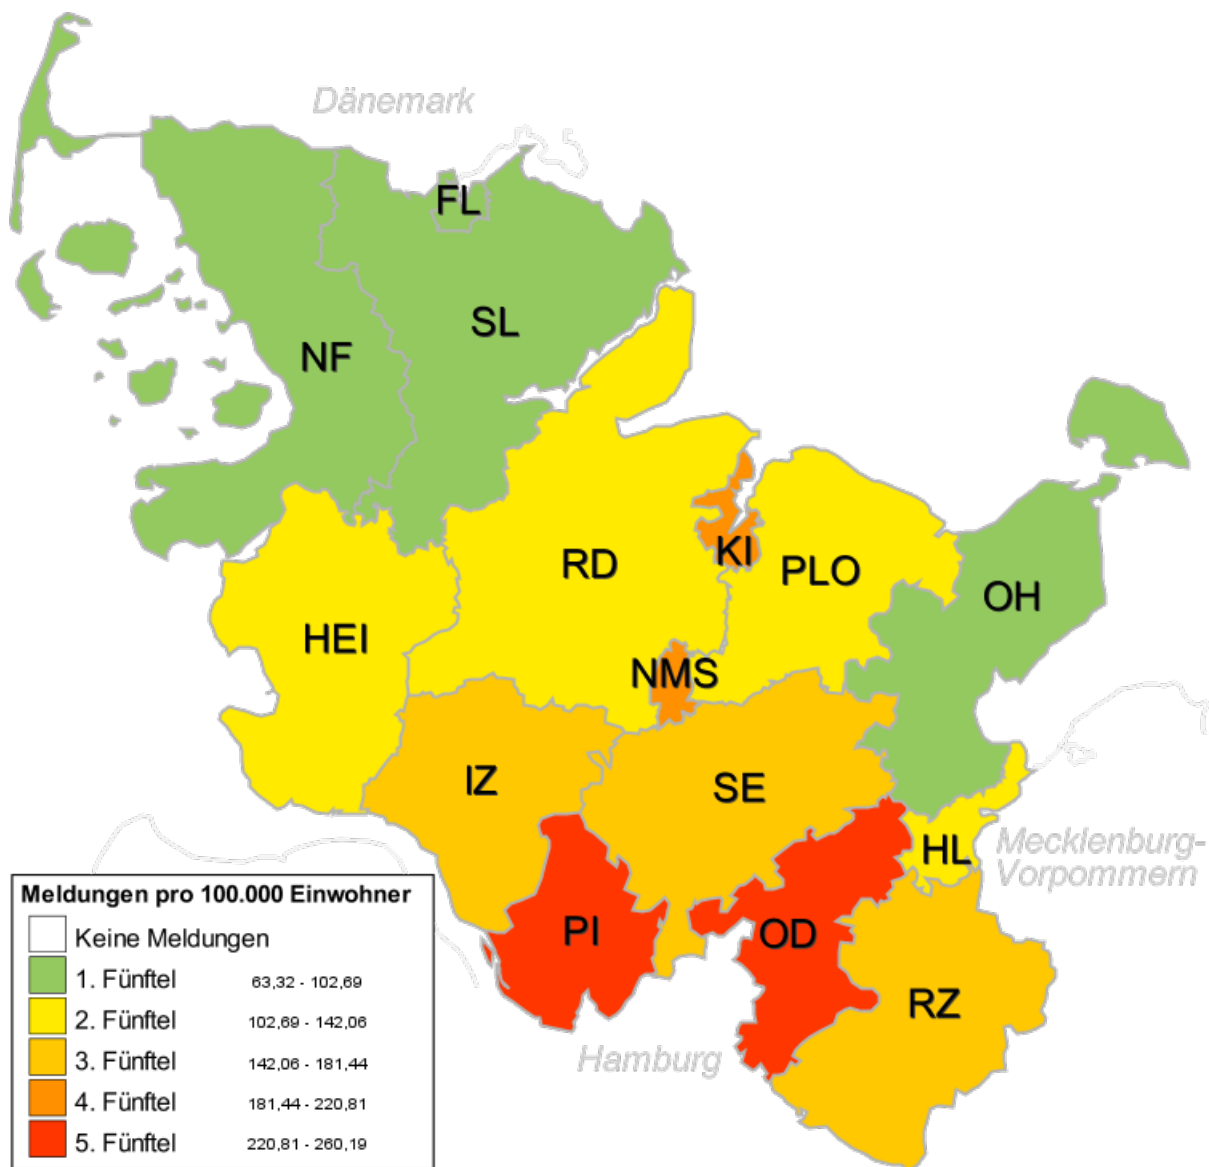 Dänemark
FL
SL
NF
RD
KI
PLO
OH
HEI
NMS
IZ
SE
HL
Mecklenburg-
Vorpommern
PI
OD
RZ
Hamburg
Meldungen pro 100.000 Einwohner
Keine Meldungen
1. Fünftel 63,32 - 102,69
2. Fünftel 102,69 - 142,06
3. Fünftel 142,06 - 181,44
4. Fünftel 181,44 - 220,81
5. Fünftel 220,81 - 260,19